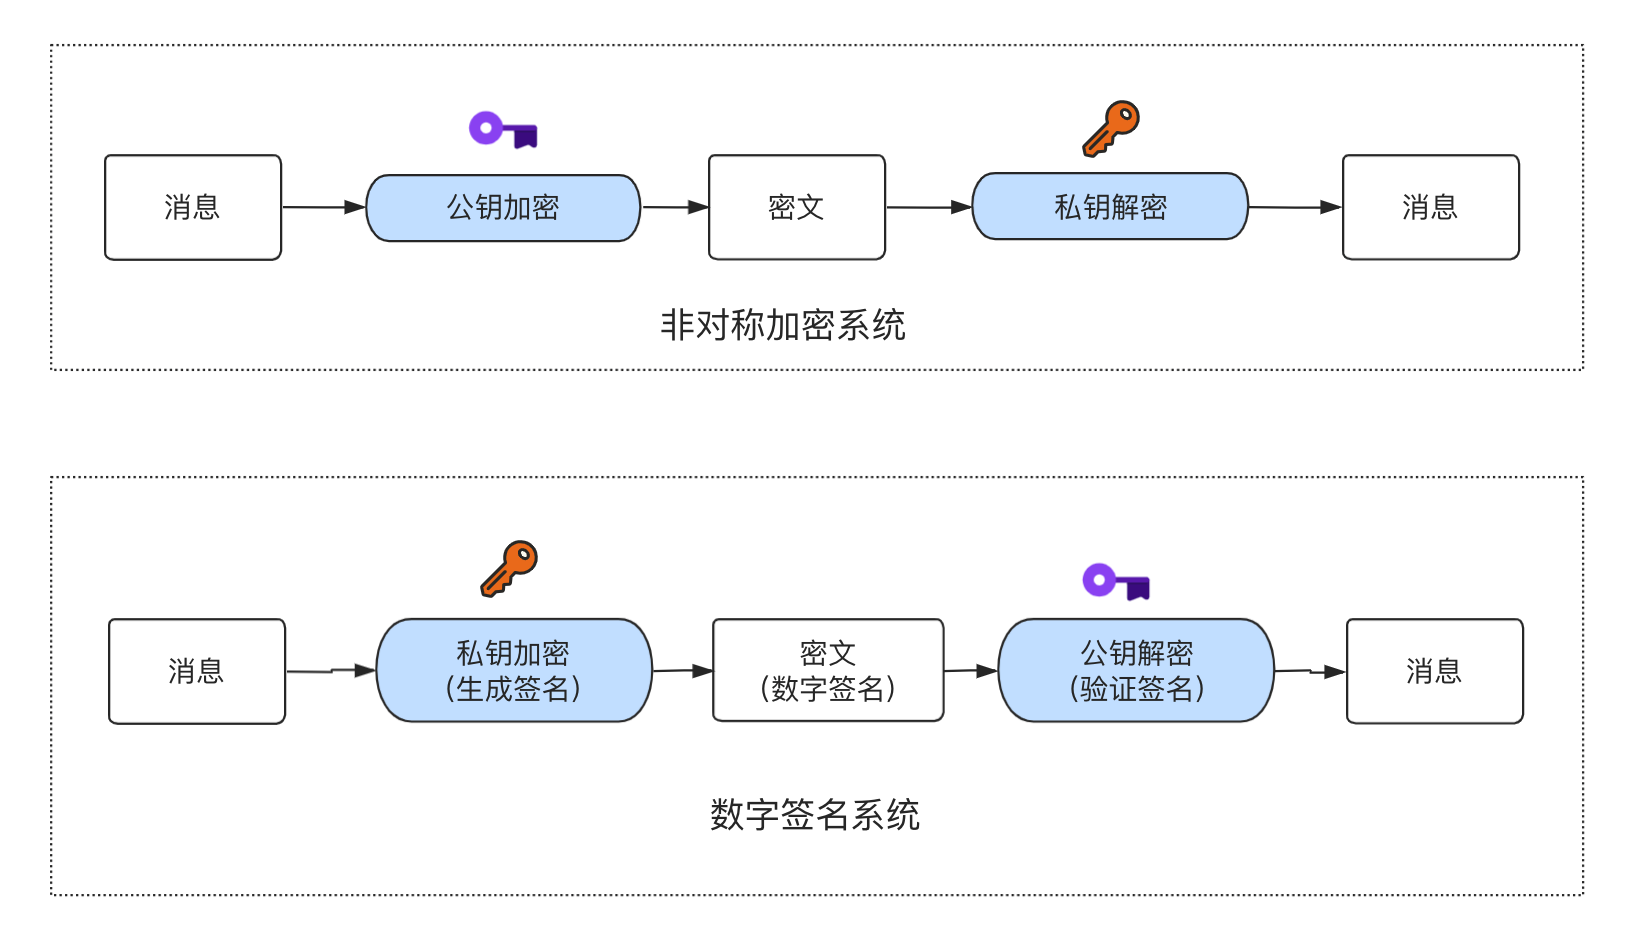 消息
公钥加密
密文
私钥解密
消息
非对称加密系统
消息
私钥加密
(生成签名)
密文
(数字签名)
公钥解密
(验证签名)
消息
数字签名系统